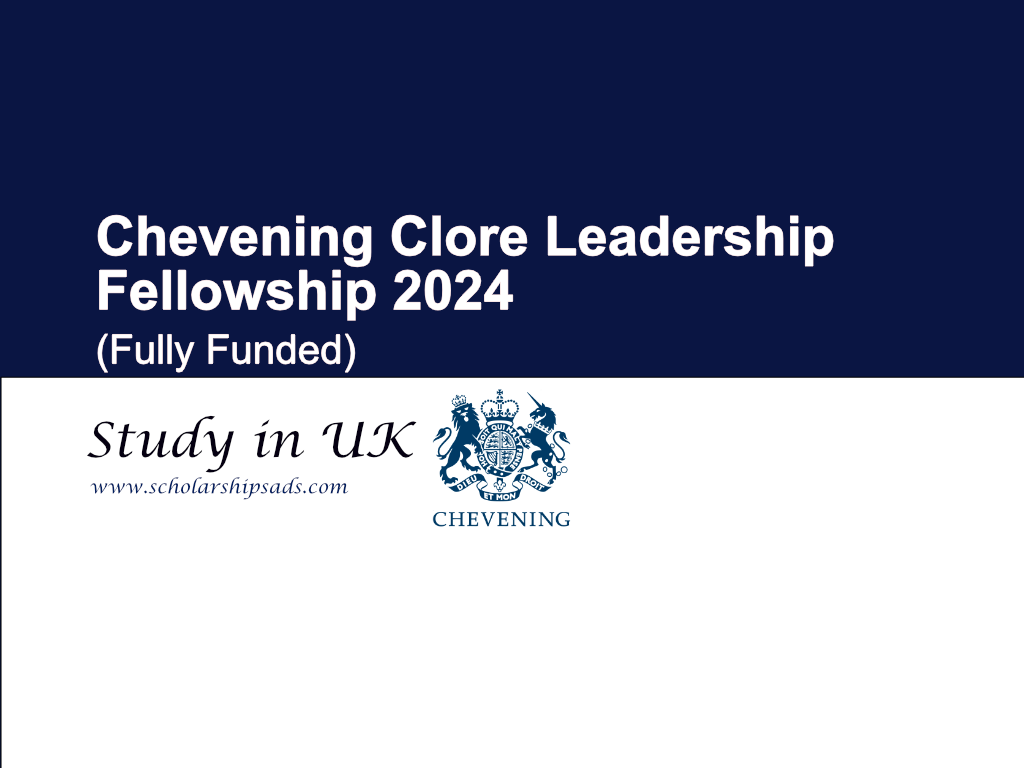 Chevening Clore Leadership
Fellowship 2024
(Fully Funded)
Study in UK
www.scholarshipsads.com
DIEU ET MON DROIT
CHEVENING